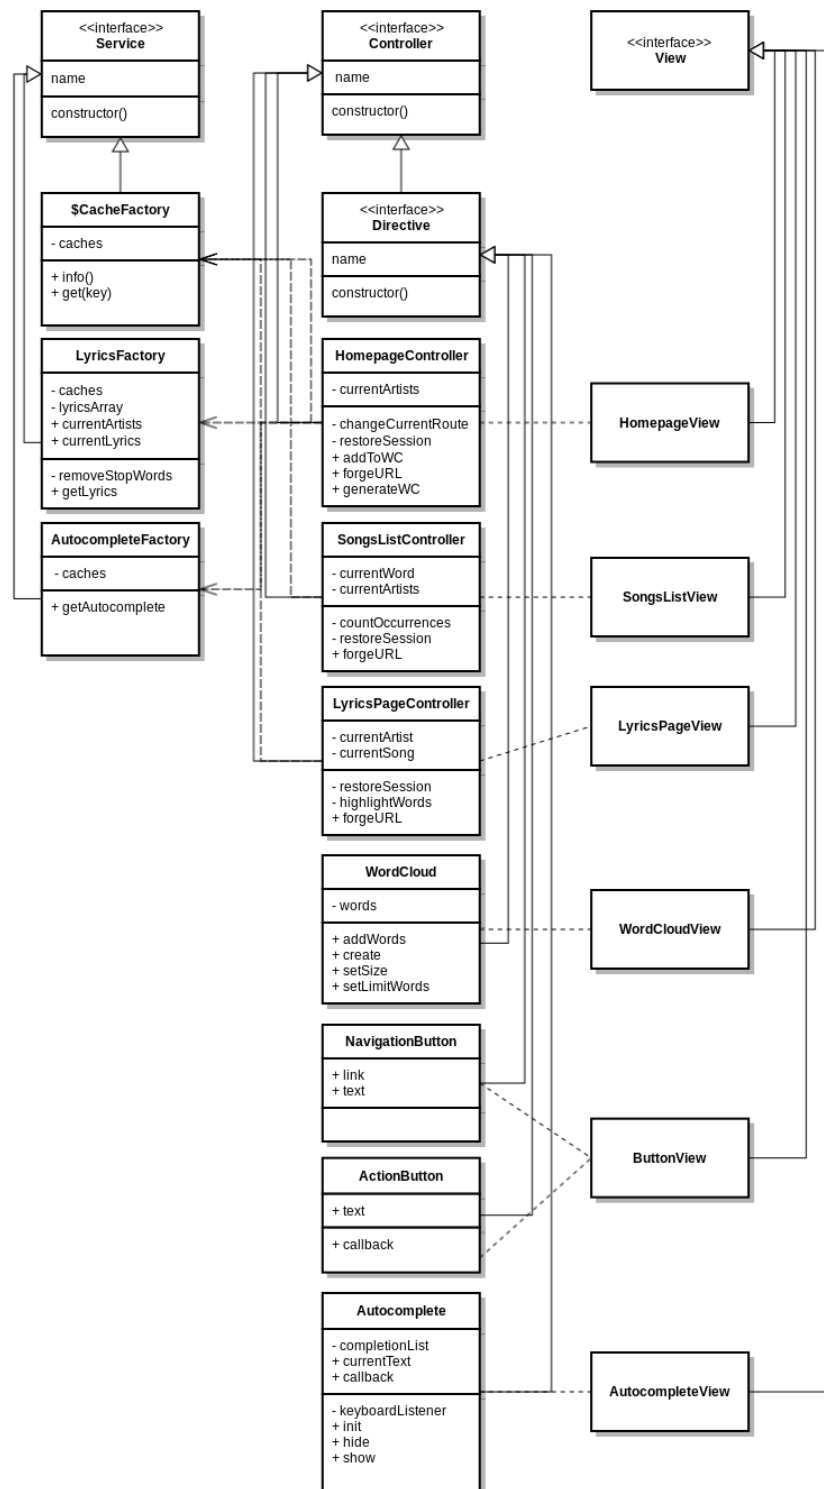 <<interface>>
Service
name
constructor()
<<interface>>
Controller
name
constructor()
<<interface>>
View
$CacheFactory
- caches
+ info()
+ get(key)
<<interface>>
Directive
name
constructor()
LyricsFactory
- caches
- lyricsArray
+ currentArtists
+ currentLyrics
- removeStopWords
+ getLyrics
HomepageController
- currentArtists
- changeCurrentRoute
- restoreSession
+ addToWC
+ forgeURL
+ generateWC
HomepageView
AutocompleteFactory
- caches
+ getAutocomplete
SongsListController
- currentWord
- currentArtists
- countOccurrences
- restoreSession
+ forgeURL
SongsListView
LyricsPageController
- currentArtist
- currentSong
- restoreSession
- highlightWords
+ forgeURL
LyricsPageView
WordCloud
- words
+ addWords
+ create
+ setSize
+ setLimitWords
WordCloudView
NavigationButton
+ link
+ text
ButtonView
ActionButton
+ text
+ callback
Autocomplete
- completionList
+ currentText
+ callback
- keyboardListener
+ init
+ hide
+ show
AutocompleteView